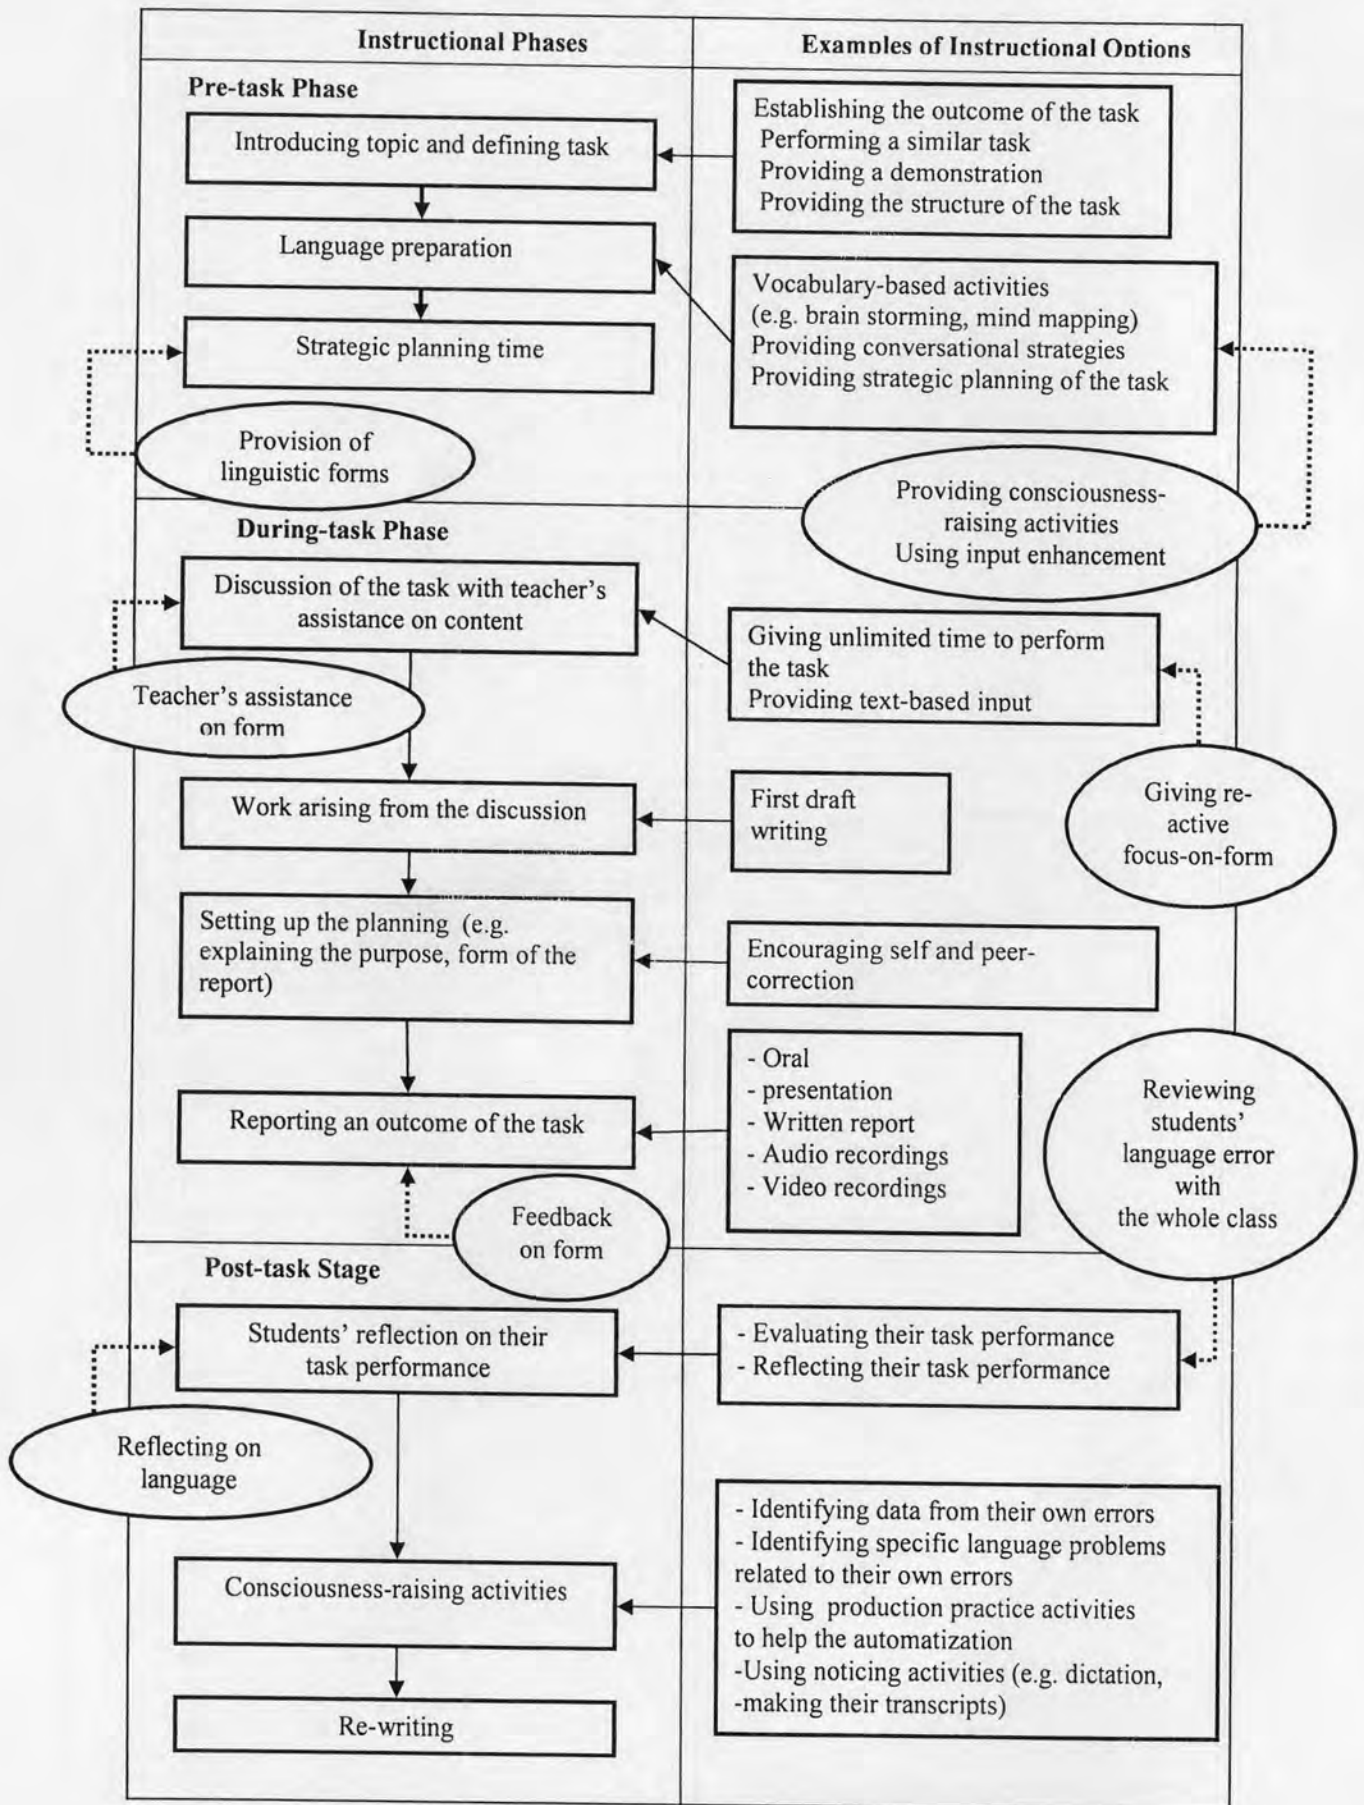 Instructional Phases
Examples of Instructional Options
Pre-task Phase
Introducing topic and defining task
Establishing the outcome of the task
Performing a similar task
Providing a demonstration
Providing the structure of the task
Language preparation
Vocabulary-based activities
(e.g. brain storming, mind mapping)
Providing conversational strategies
Providing strategic planning of the task
Strategic planning time
Provision of
linguistic forms
Providing consciousness-
raising activities
Using input enhancement
During-task Phase
Discussion of the task with teacher's
assistance on content
Giving unlimited time to perform
the task
Providing text-based input
Teacher's assistance
on form
Giving re-
active
focus-on-form
Work arising from the discussion
First draft
writing
Setting up the planning (e.g.
explaining the purpose, form of the
report)
Encouraging self and peer-
correction
Reporting an outcome of the task
- Oral
- presentation
- Written report
- Audio recordings
- Video recordings
Reviewing
students'
language error
with
the whole class
Feedback
on form
Post-task Stage
Students' reflection on their
task performance
- Evaluating their task performance
- Reflecting their task performance
Reflecting on
language
Consciousness-raising activities
- Identifying data from their own errors
- Identifying specific language problems
related to their own errors
- Using production practice activities
to help the automatization
-Using noticing activities (e.g. dictation,
-making their transcripts)
Re-writing